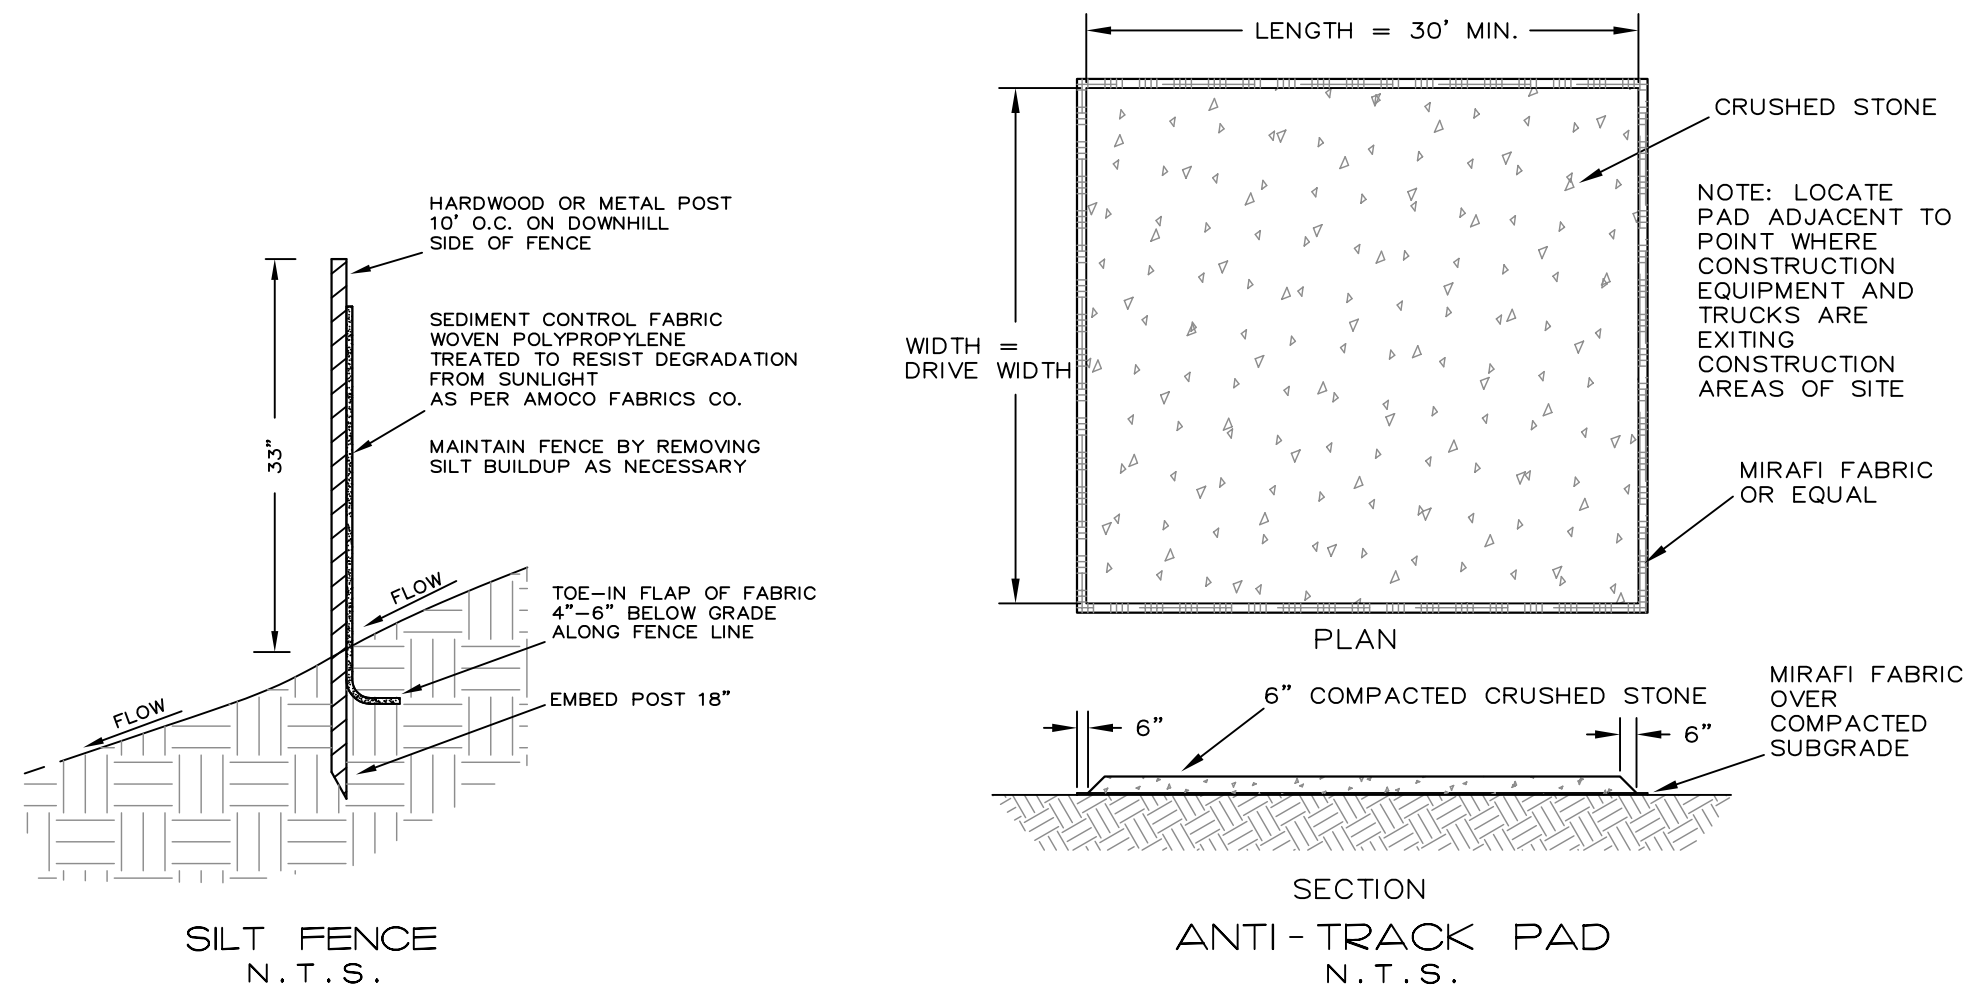 HARDWOOD OR METAL POST
10' O.C. ON DOWNHILL
SIDE OF FENCE
SEDIMENT CONTROL FABRIC
WOVEN POLYPROPYLENE
TREATED TO RESIST DEGRADATION
FROM SUNLIGHT
AS PER AMOCO FABRICS CO.
MAINTAIN FENCE BY REMOVING
SILT BUILDUP AS NECESSARY
33"
FLOW
TOE-IN FLAP OF FABRIC
4"-6" BELOW GRADE
ALONG FENCE LINE
EMBED POST 18"
FLOW
SILT FENCE
N.T.S.
LENGTH = 30' MIN.
CRUSHED STONE
NOTE: LOCATE
PAD ADJACENT TO
POINT WHERE
CONSTRUCTION
EQUIPMENT AND
TRUCKS ARE
EXITING
CONSTRUCTION
AREAS OF SITE
WIDTH =
DRIVE WIDTH
MIRAFI FABRIC
OR EQUAL
PLAN
6" COMPACTED CRUSHED STONE
6"
6"
MIRAFI FABRIC
OVER
COMPACTED
SUBGRADE
SECTION
ANTI-TRACK PAD
N.T.S.